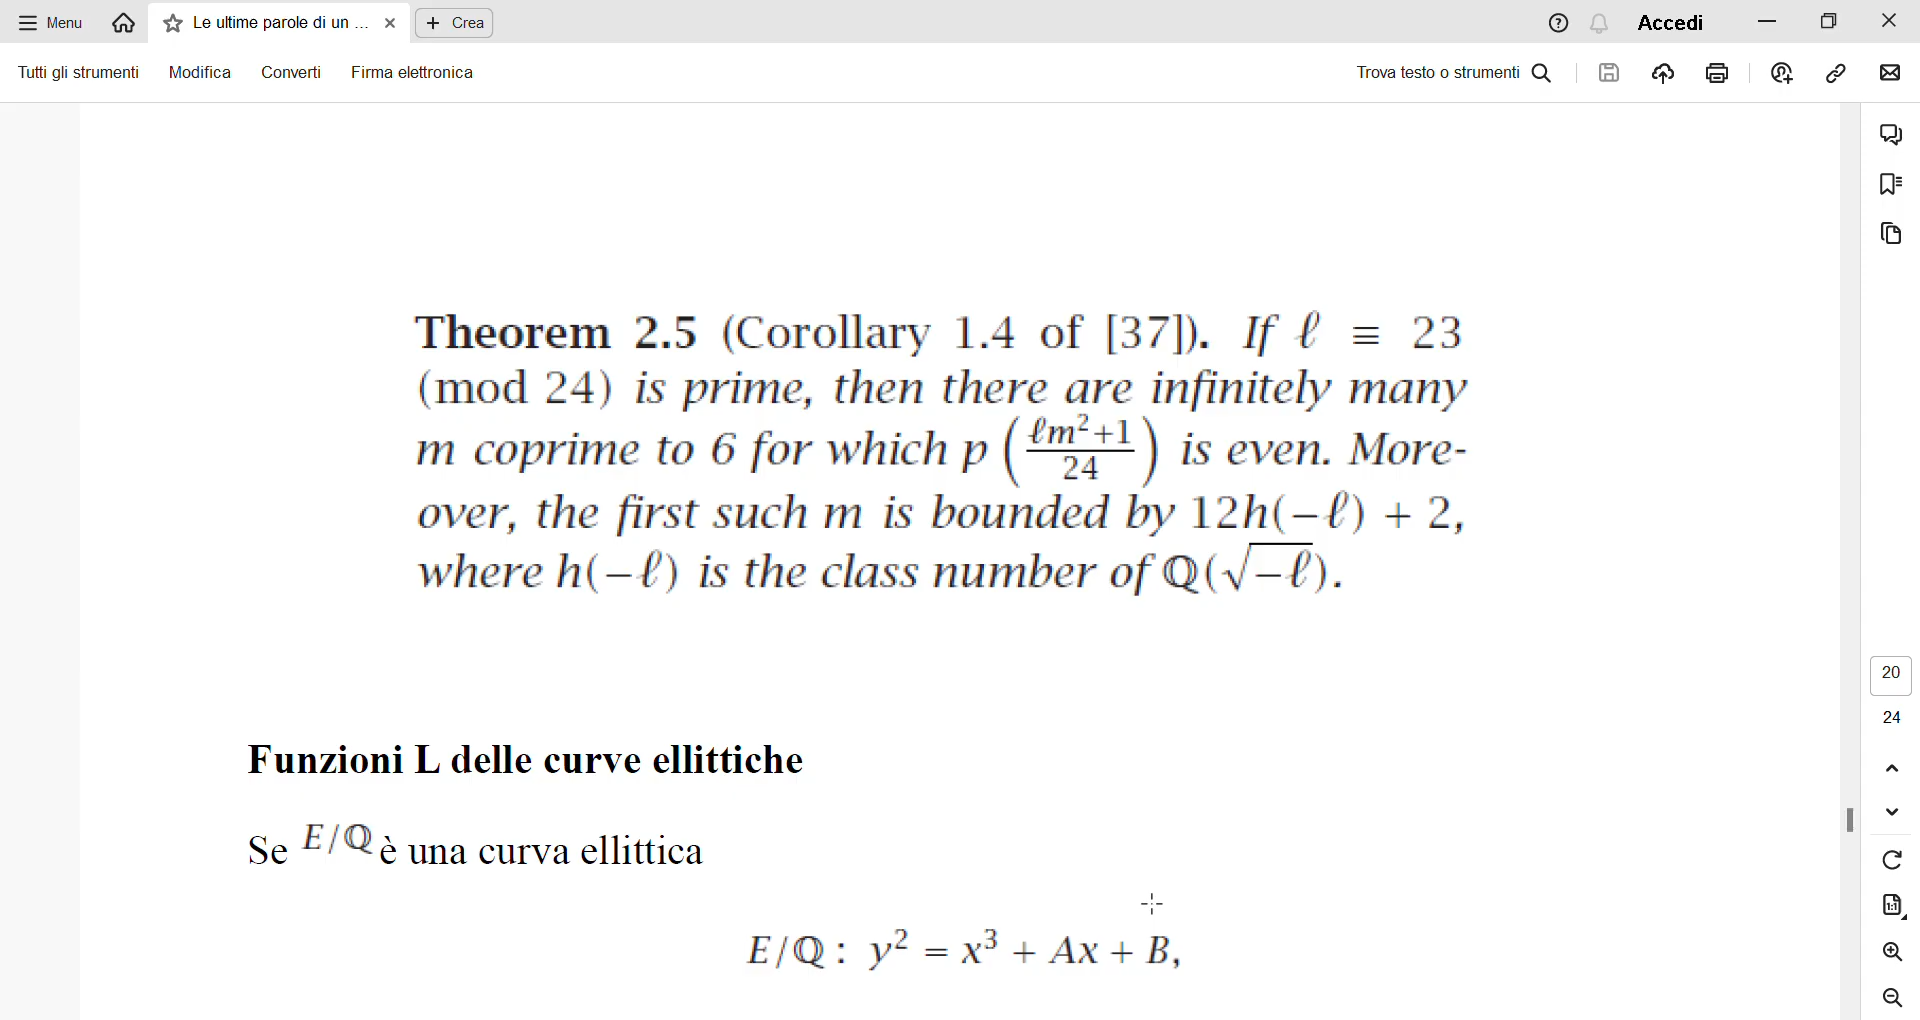 Menu
Le ultime parole di un ...
Crea
Accedi
Tutti gli strumenti Modifica Converti Firma elettronica
Trova testo o strumenti
Theorem 2.5 (Corollary 1.4 of [37]). If ℓ ≡ 23
(mod 24) is prime, then there are infinitely many
m coprime to 6 for which p (ℓm²+1 / 24) is even. More-
over, the first such m is bounded by 12h(−ℓ) + 2,
where h(−ℓ) is the class number of ℚ(√−ℓ).
20
24
Funzioni L delle curve ellittiche
Se E/ℚ è una curva ellittica
E/ℚ : y² = x³ + Ax + B,